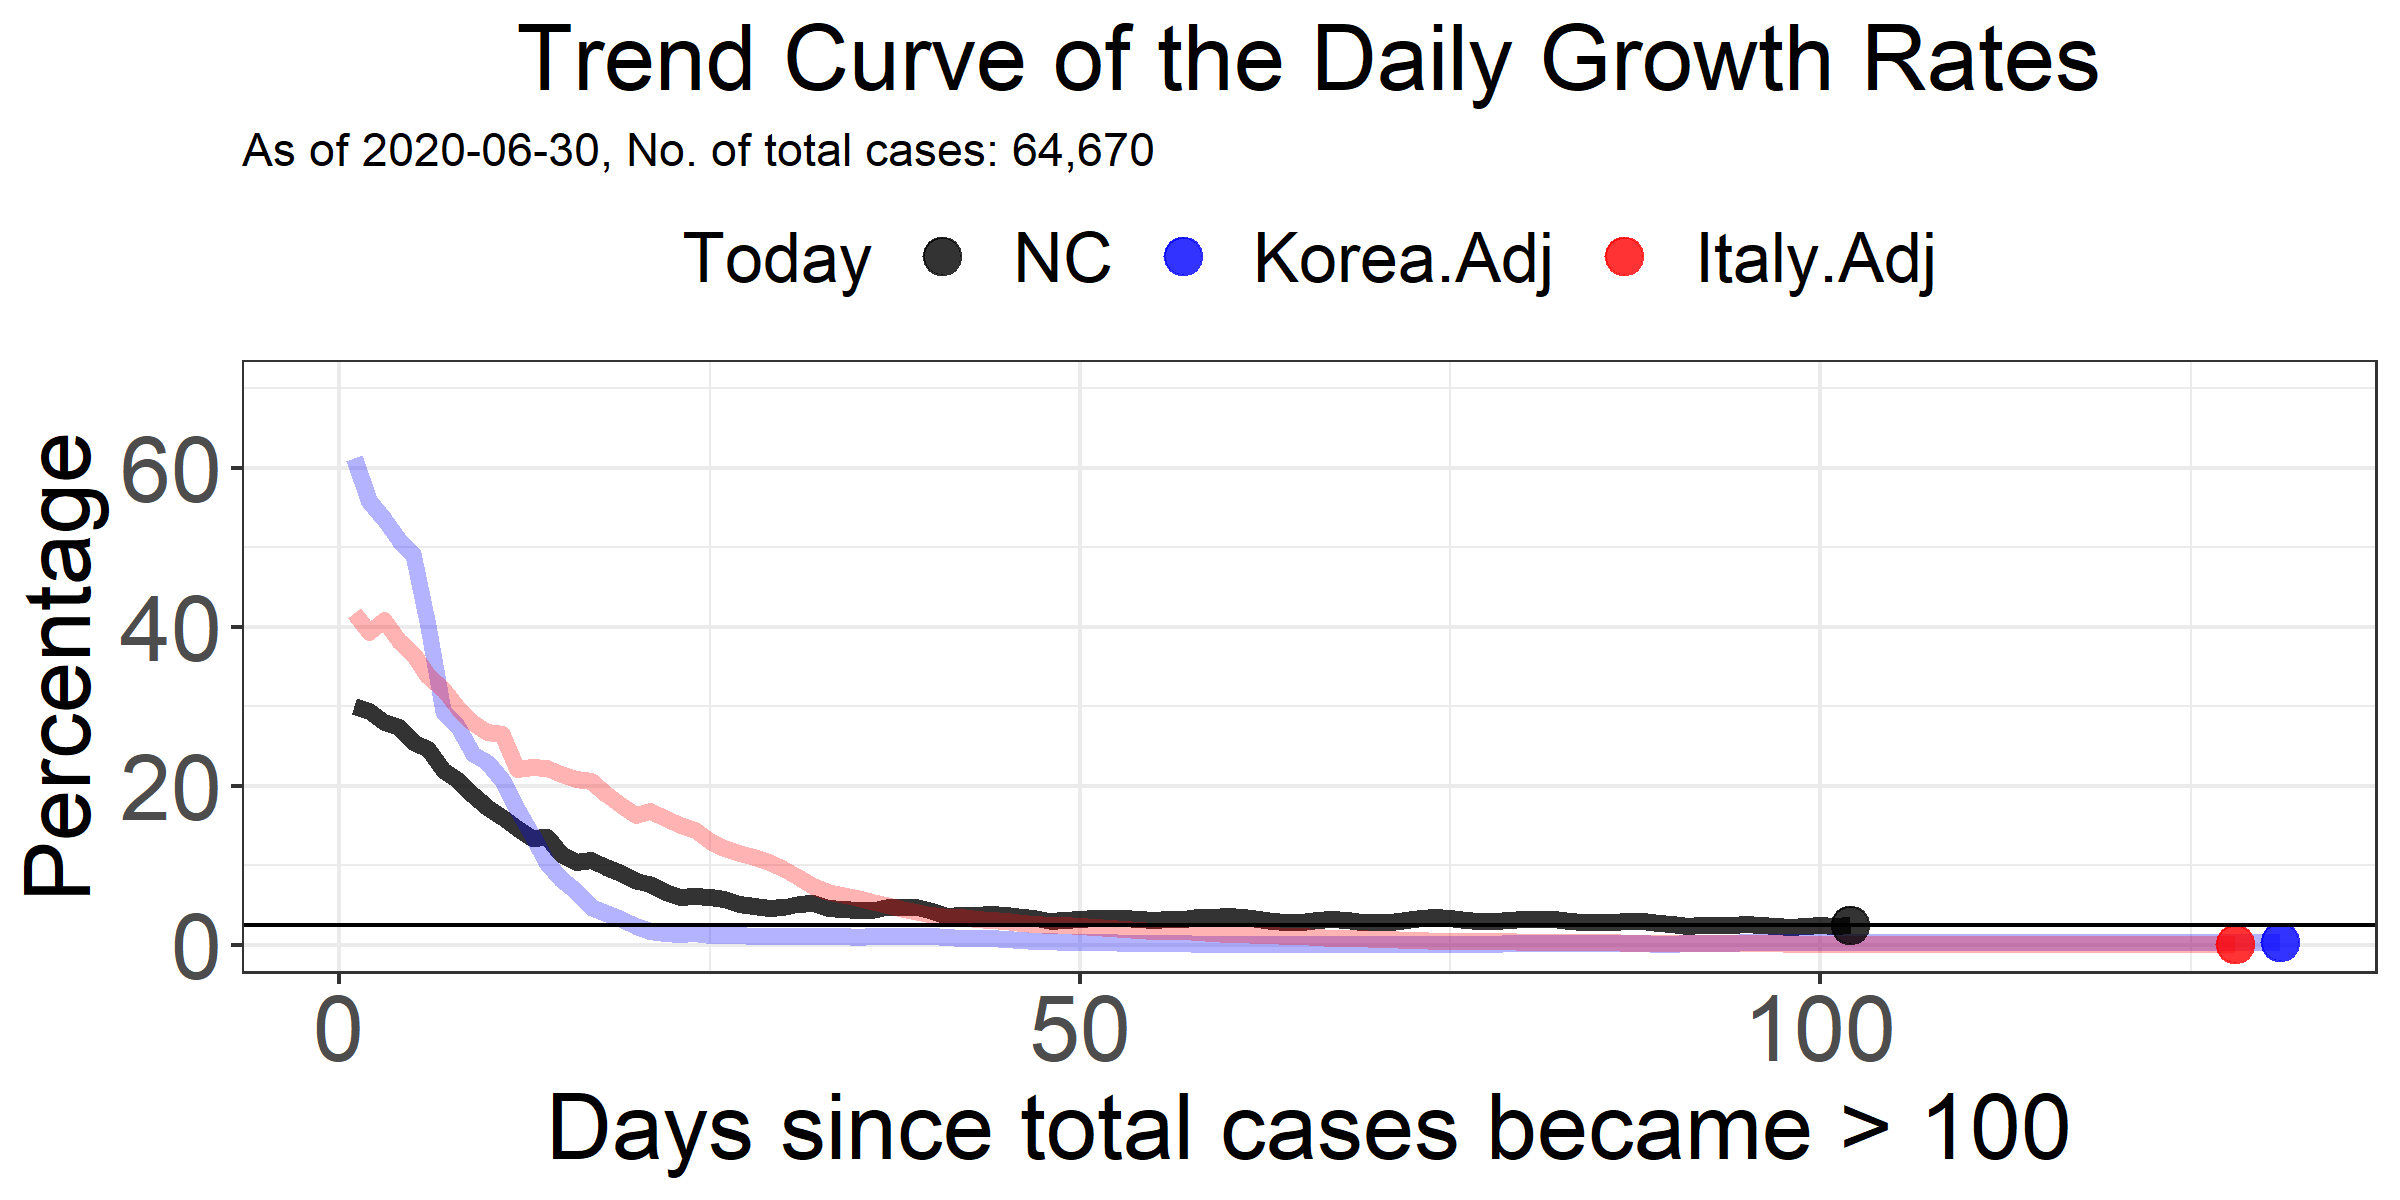 Trend Curve of the Daily Growth Rates
As of 2020-06-30, No. of total cases: 64,670
Today NC Korea.Adj Italy.Adj
Percentage
60
40
20
0
0 50 100
Days since total cases became > 100